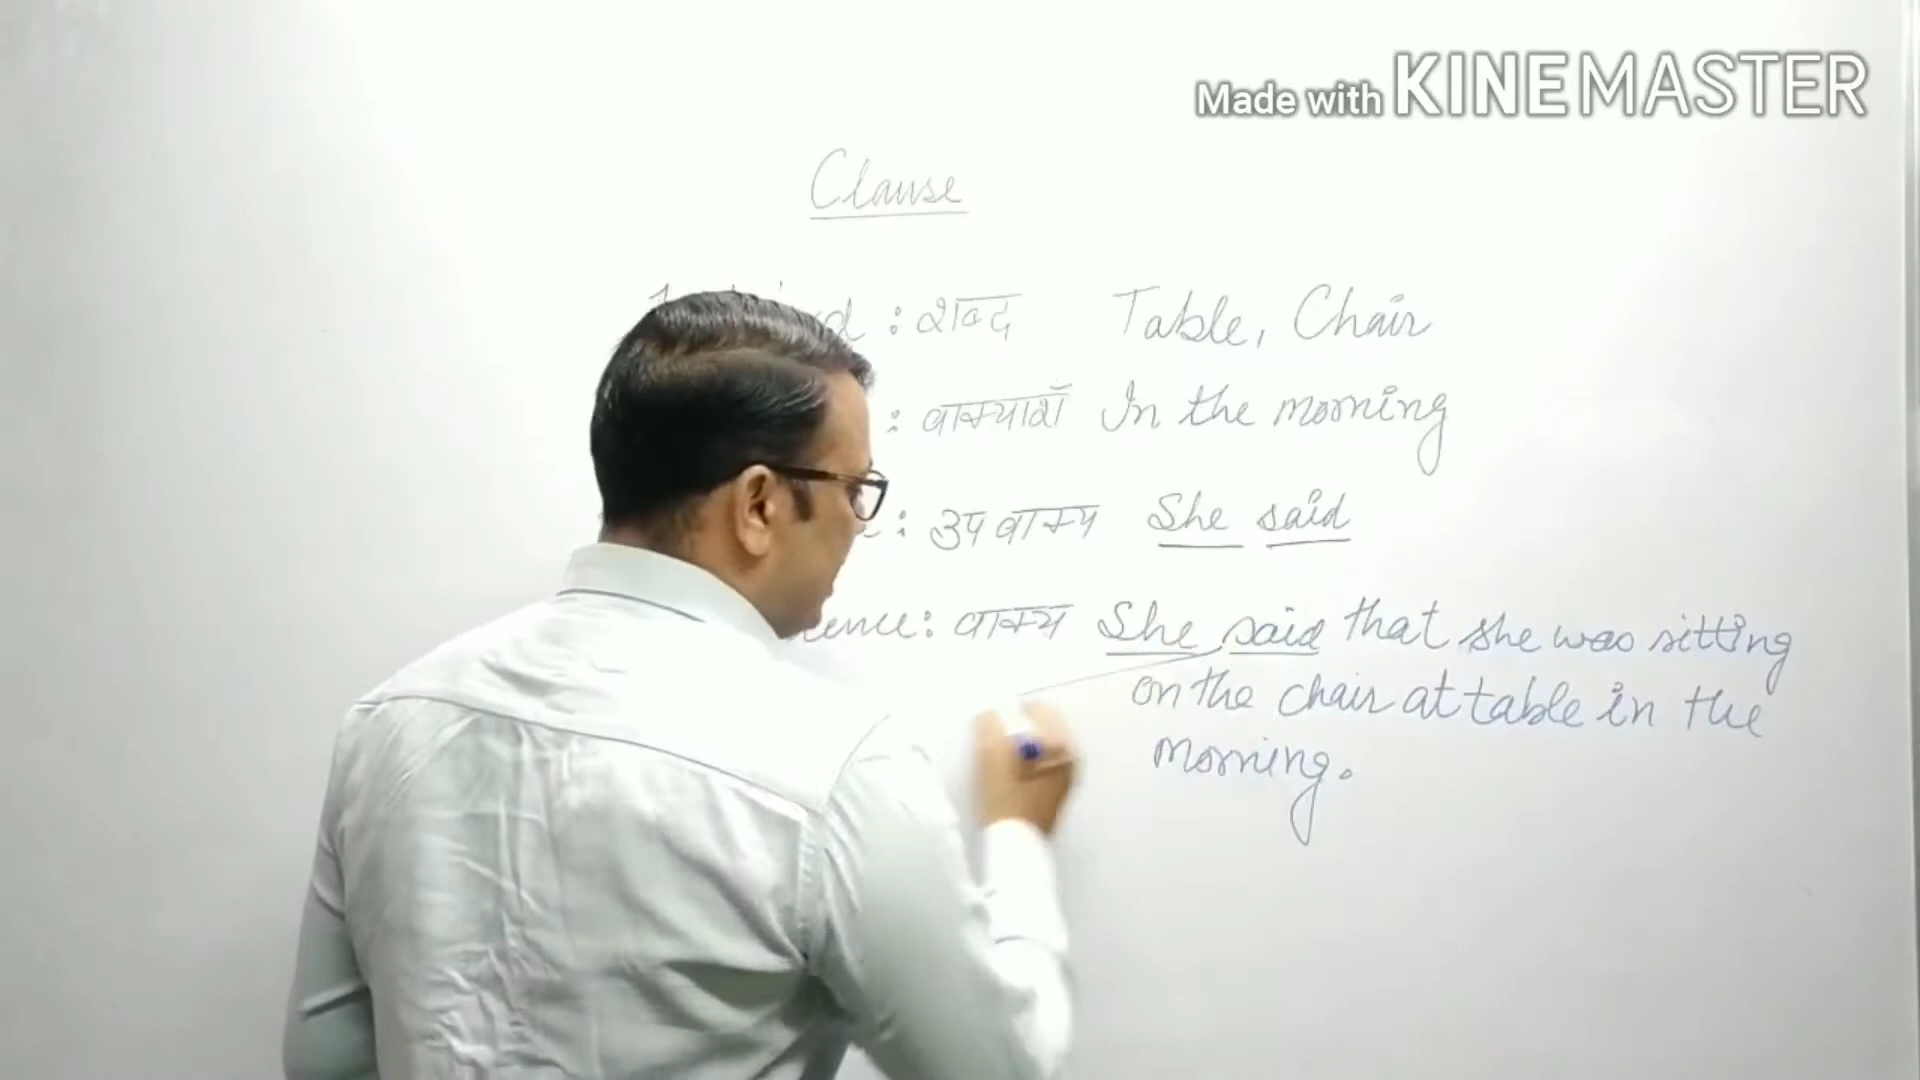 Made with KINEMASTER
Clause
: शब्द Table, Chair
: वाक्यांश In the morning
: उपवाक्य She said
: वाक्य She said that she was sitting
on the chair at table in the
morning.